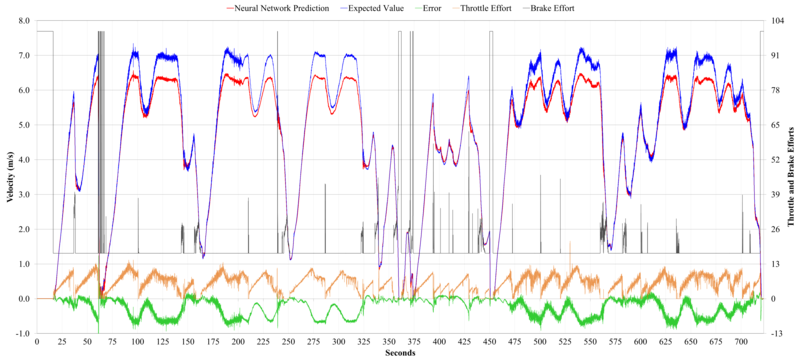 Neural Network Prediction Expected Value Error Throttle Effort Brake Effort
8.0 104
7.0 91
6.0 78
5.0 65
4.0 52
3.0 39
2.0 26
1.0 13
0.0 0
-1.0 -13
Velocity (m/s)
Throttle and Brake Efforts
0 25 50 75 100 125 150 175 200 225 250 275 300 325 350 375 400 425 450 475 500 525 550 575 600 625 650 675 700
Seconds